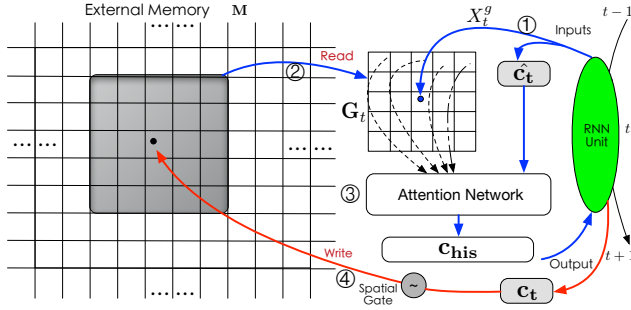 External Memory M
X_t^g
①
Inputs
t−1
......
②
Read
ĉ_t
G_t
RNN
Unit
t
......
......
③
Attention Network
c_his
Write
Output
t+1
④
Spatial
Gate
~
c_t
......